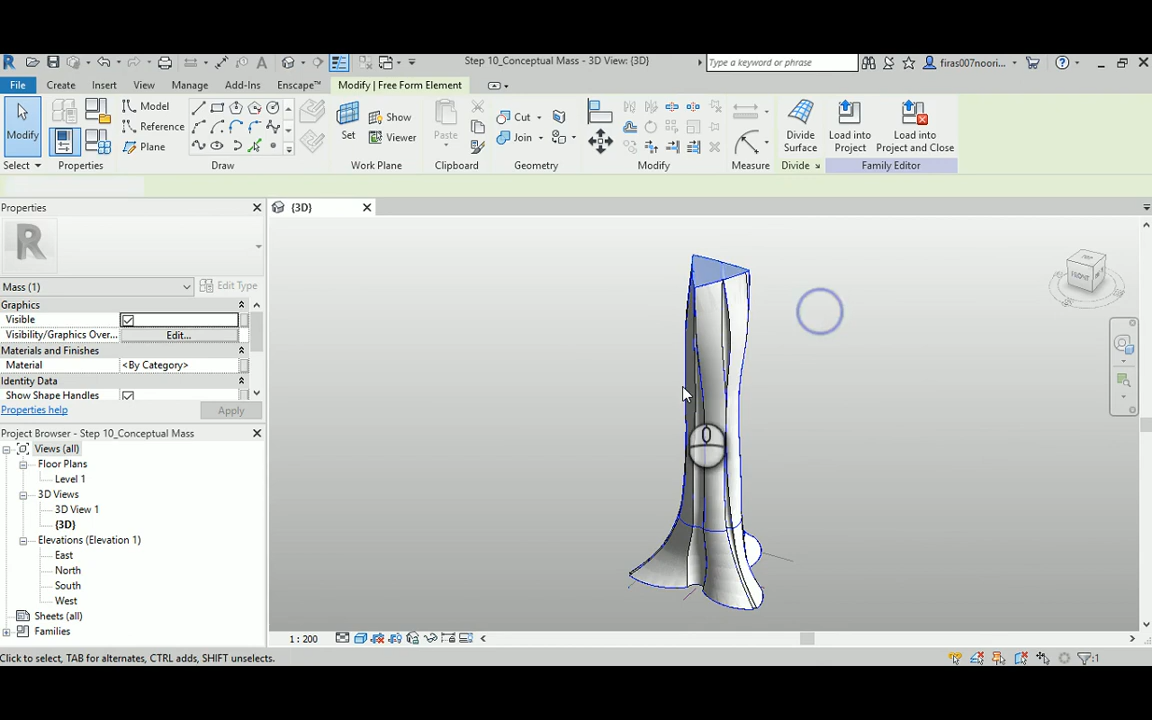 Step 10_Conceptual Mass - 3D View: {3D}
Type a keyword or phrase
firas007noori...
File Create Insert View Manage Add-Ins Enscape™ Modify | Free Form Element
Modify
Model
Reference
Plane
Set
Show
Viewer
Paste
Cut
Join
Divide Surface
Load into Project
Load into Project and Close
Select Properties Draw Work Plane Clipboard Geometry Modify Measure Divide Family Editor
Properties
{3D}
R
Mass (1)
Edit Type
Graphics
Visible
Visibility/Graphics Over...
Edit...
Materials and Finishes
Material
<By Category>
Identity Data
Show Shape Handles
Properties help
Apply
Project Browser - Step 10_Conceptual Mass
Views (all)
Floor Plans
Level 1
3D Views
3D View 1
{3D}
Elevations (Elevation 1)
East
North
South
West
Sheets (all)
Families
FRONT
1 : 200
Click to select, TAB for alternates, CTRL adds, SHIFT unselects.
:1